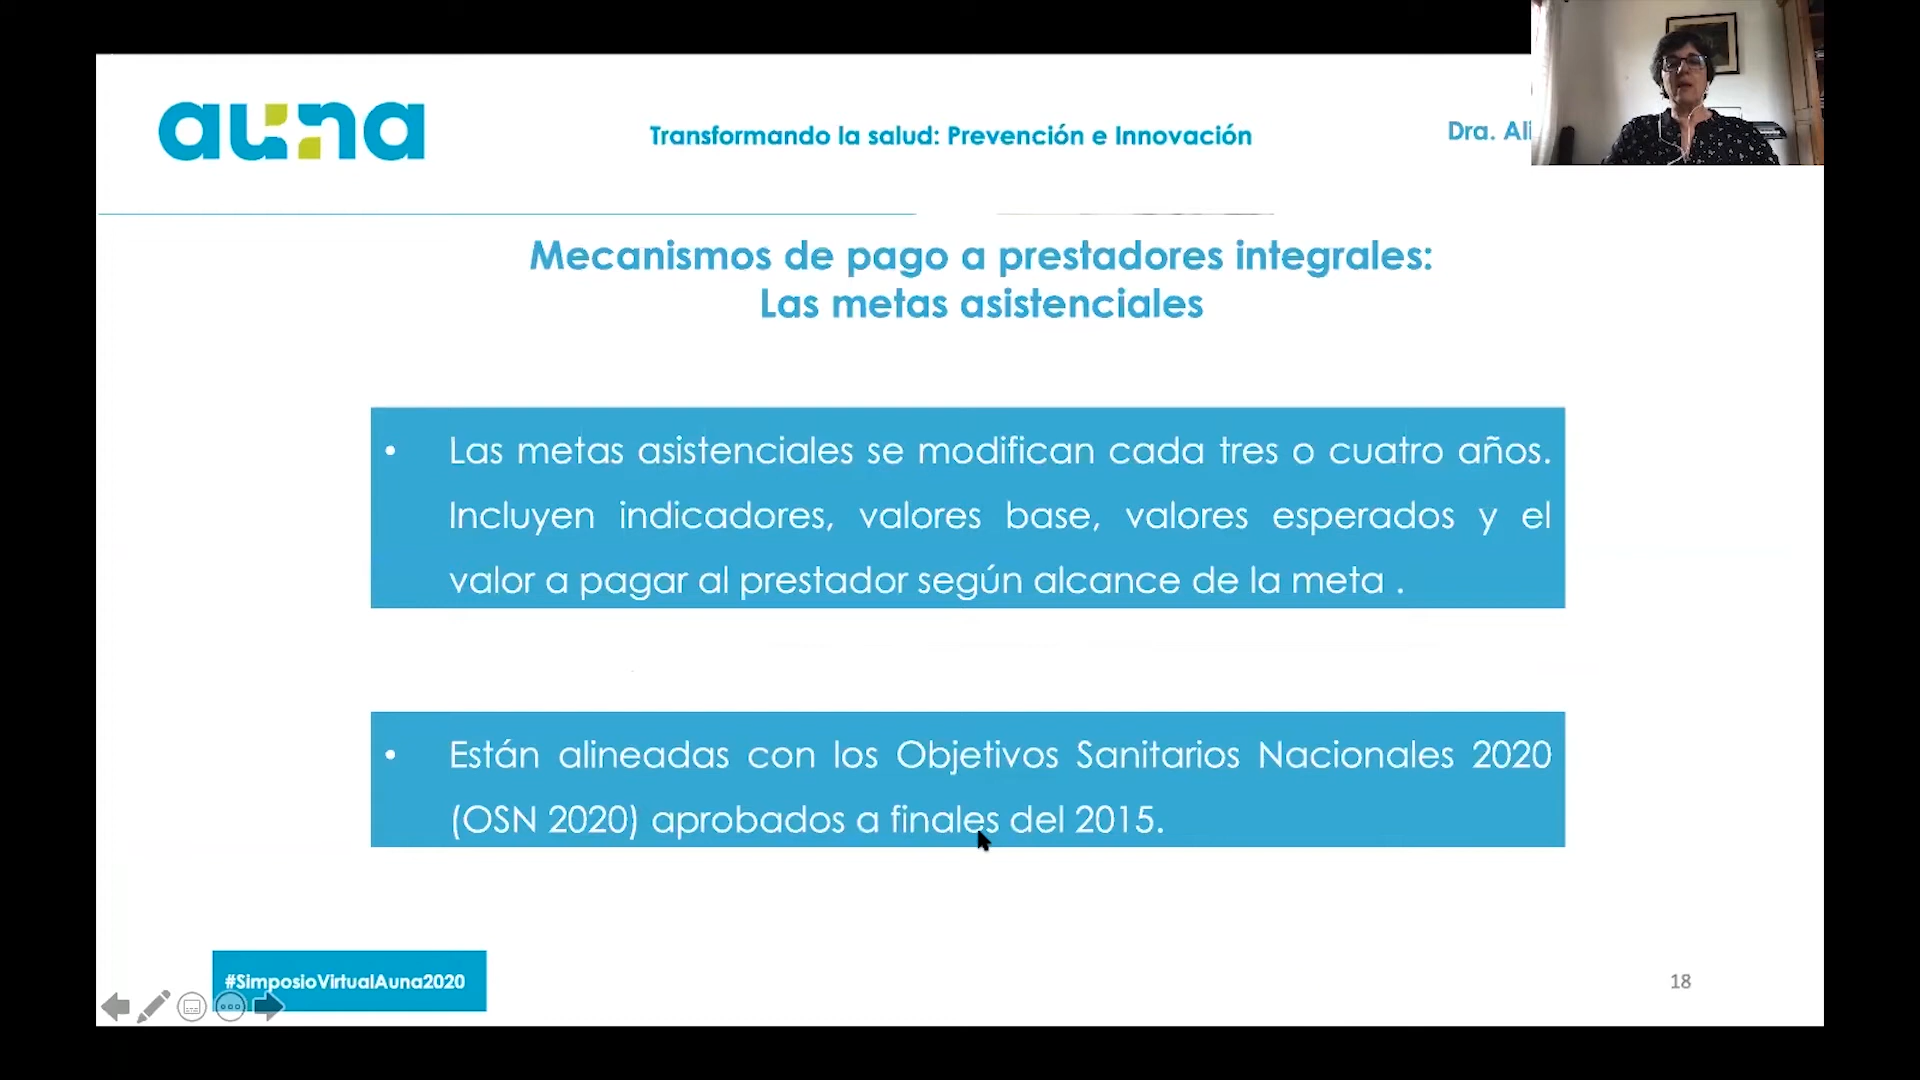 auna
Transformando la salud: Prevención e Innovación
Dra. Ali
Mecanismos de pago a prestadores integrales:
Las metas asistenciales
• Las metas asistenciales se modifican cada tres o cuatro años.
Incluyen indicadores, valores base, valores esperados y el
valor a pagar al prestador según alcance de la meta .
• Están alineadas con los Objetivos Sanitarios Nacionales 2020
(OSN 2020) aprobados a finales del 2015.
#SimposioVirtualAuna2020
18